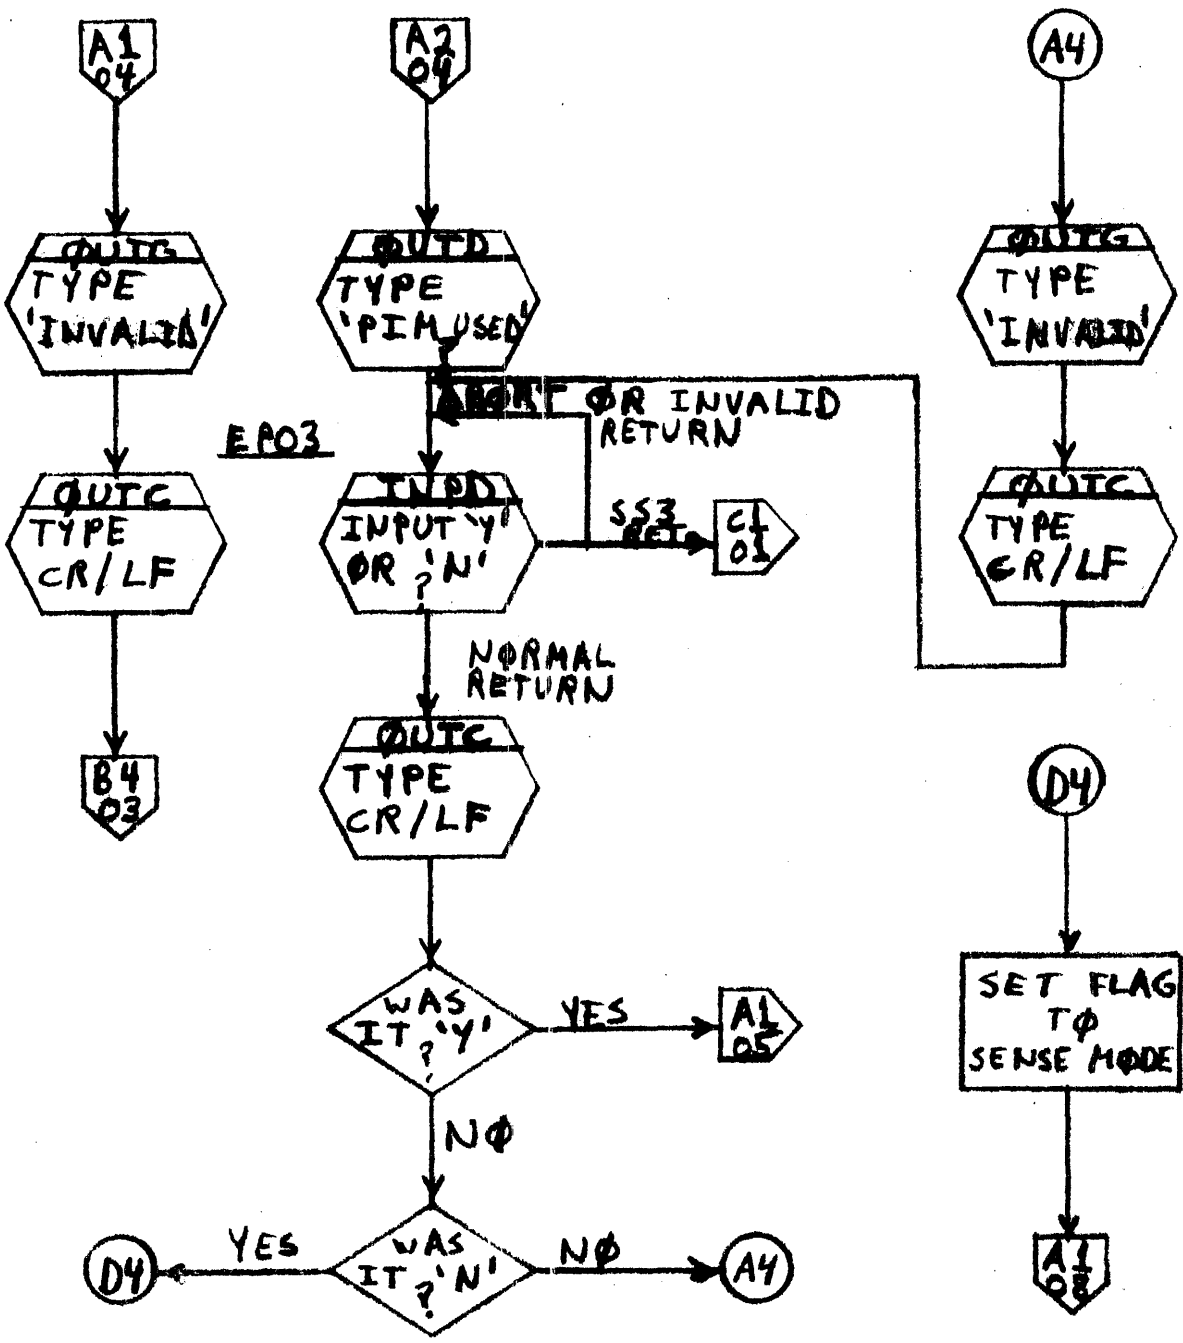 A1
04
ØUTG
TYPE
'INVALID'
EP03
ØUTC
TYPE
CR/LF
B4
03
A2
04
ØUTD
TYPE
'PIM USED'
?
ABORT ØR INVALID
RETURN
INPD
INPUT 'Y'
ØR 'N'
?
SS3
RET
C1
01
NØRMAL
RETURN
ØUTC
TYPE
CR/LF
WAS
IT 'Y'
?
YES
A1
05
NØ
WAS
IT 'N'
?
YES
D4
NØ
A4
A4
ØUTG
TYPE
'INVALID'
ØUTC
TYPE
CR/LF
D4
SET FLAG
TØ
SENSE MØDE
A1
08